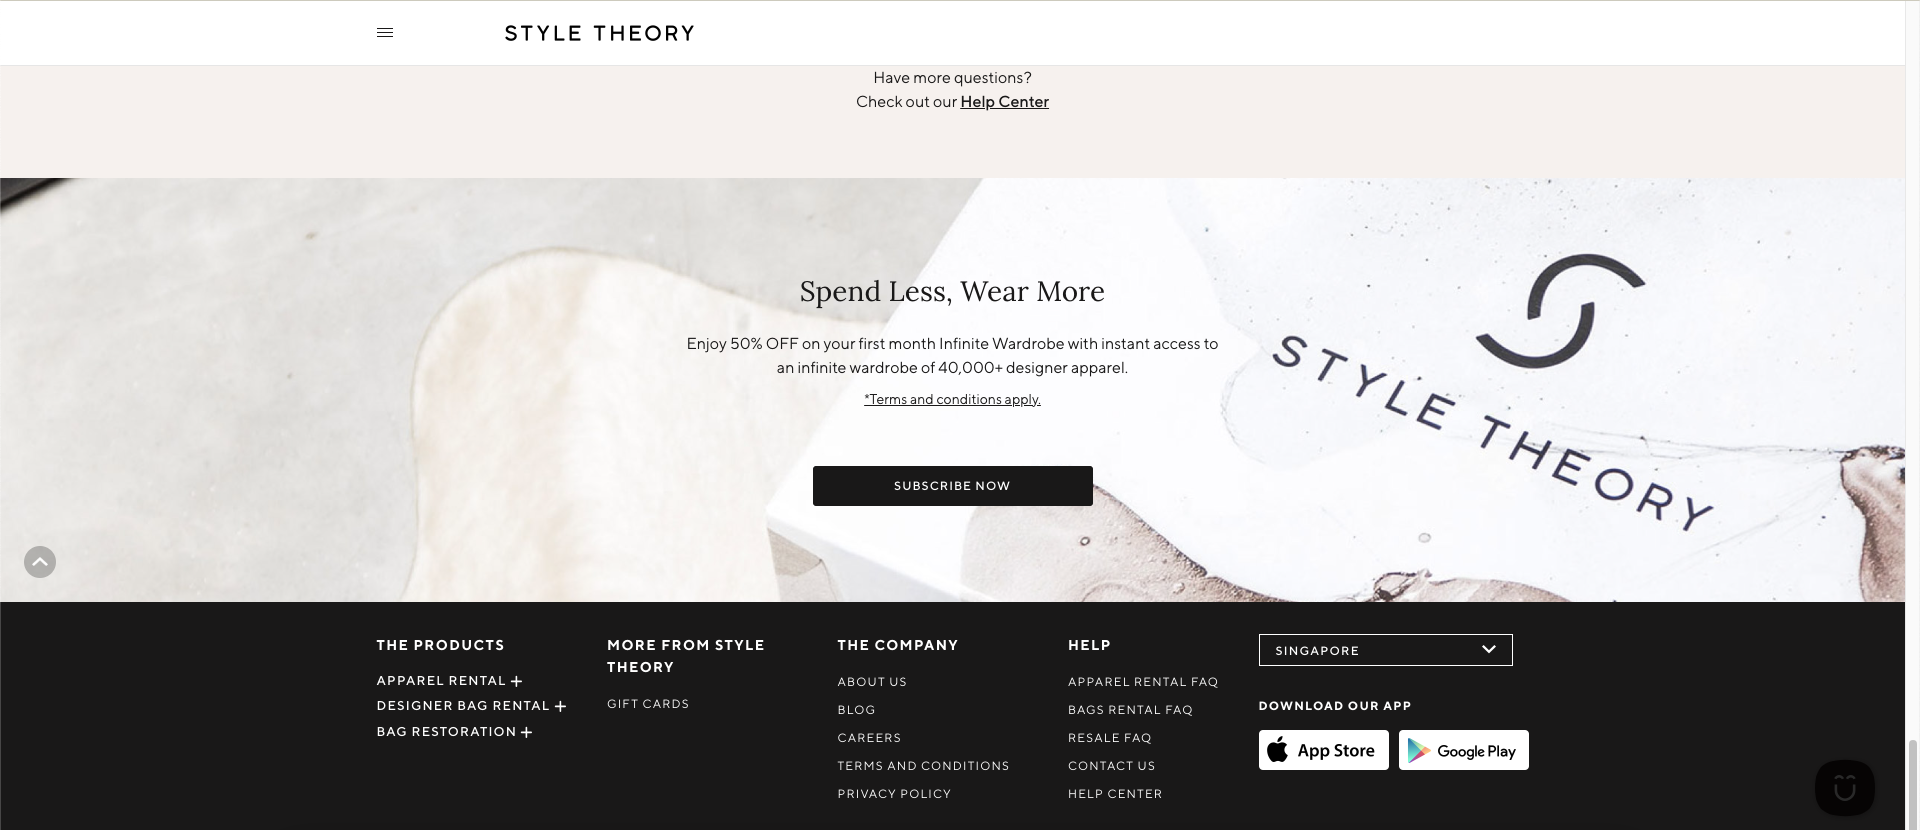 STYLE THEORY
Have more questions?
Check out our Help Center
Spend Less, Wear More
Enjoy 50% OFF on your first month Infinite Wardrobe with instant access to
an infinite wardrobe of 40,000+ designer apparel.
*Terms and conditions apply.
SUBSCRIBE NOW
STYLE THEORY
THE PRODUCTS
APPAREL RENTAL +
DESIGNER BAG RENTAL +
BAG RESTORATION +
MORE FROM STYLE
THEORY
GIFT CARDS
THE COMPANY
ABOUT US
BLOG
CAREERS
TERMS AND CONDITIONS
PRIVACY POLICY
HELP
APPAREL RENTAL FAQ
BAGS RENTAL FAQ
RESALE FAQ
CONTACT US
HELP CENTER
SINGAPORE
DOWNLOAD OUR APP
App Store
Google Play